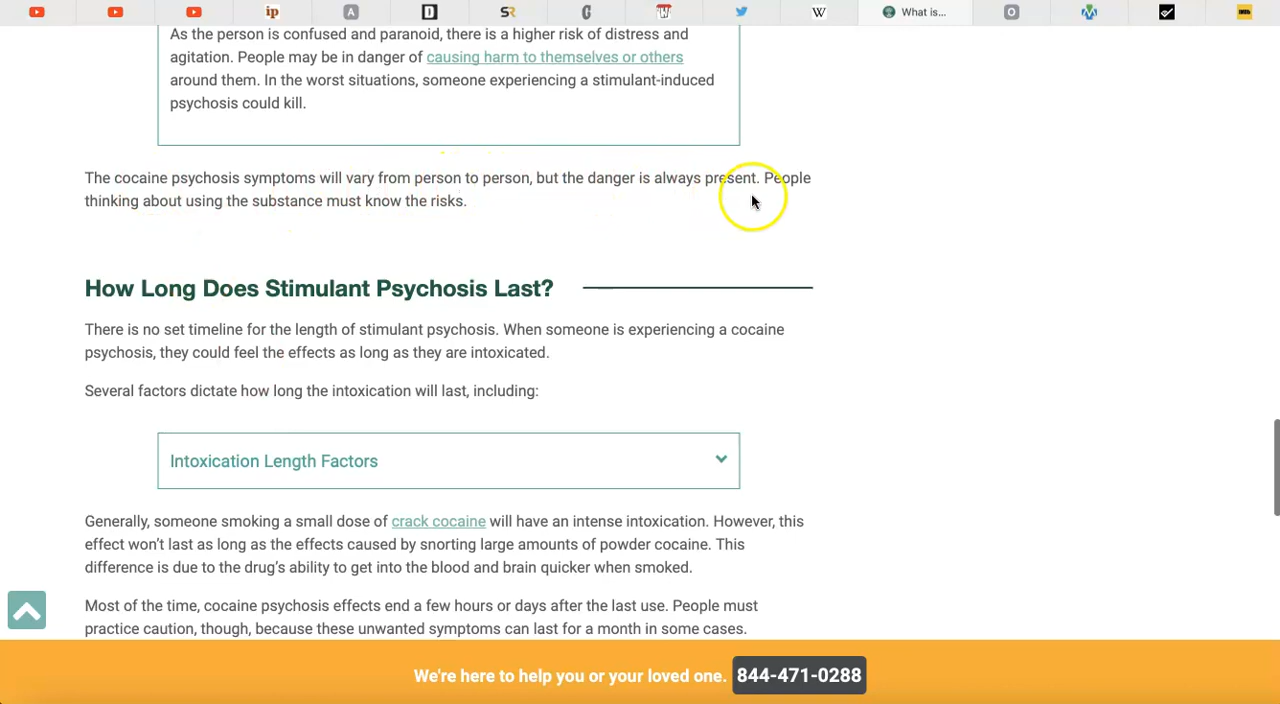 What is...
As the person is confused and paranoid, there is a higher risk of distress and
agitation. People may be in danger of causing harm to themselves or others
around them. In the worst situations, someone experiencing a stimulant-induced
psychosis could kill.
The cocaine psychosis symptoms will vary from person to person, but the danger is always present. People
thinking about using the substance must know the risks.
How Long Does Stimulant Psychosis Last?
There is no set timeline for the length of stimulant psychosis. When someone is experiencing a cocaine
psychosis, they could feel the effects as long as they are intoxicated.
Several factors dictate how long the intoxication will last, including:
Intoxication Length Factors
Generally, someone smoking a small dose of crack cocaine will have an intense intoxication. However, this
effect won’t last as long as the effects caused by snorting large amounts of powder cocaine. This
difference is due to the drug’s ability to get into the blood and brain quicker when smoked.
Most of the time, cocaine psychosis effects end a few hours or days after the last use. People must
practice caution, though, because these unwanted symptoms can last for a month in some cases.
We're here to help you or your loved one. 844-471-0288